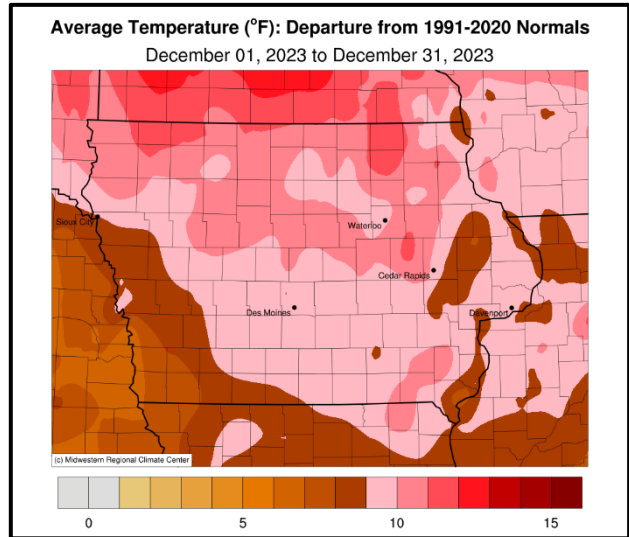 Average Temperature (°F): Departure from 1991-2020 Normals
December 01, 2023 to December 31, 2023
Sioux City
Waterloo
Cedar Rapids
Des Moines
Davenport
(c) Midwestern Regional Climate Center
0 5 10 15